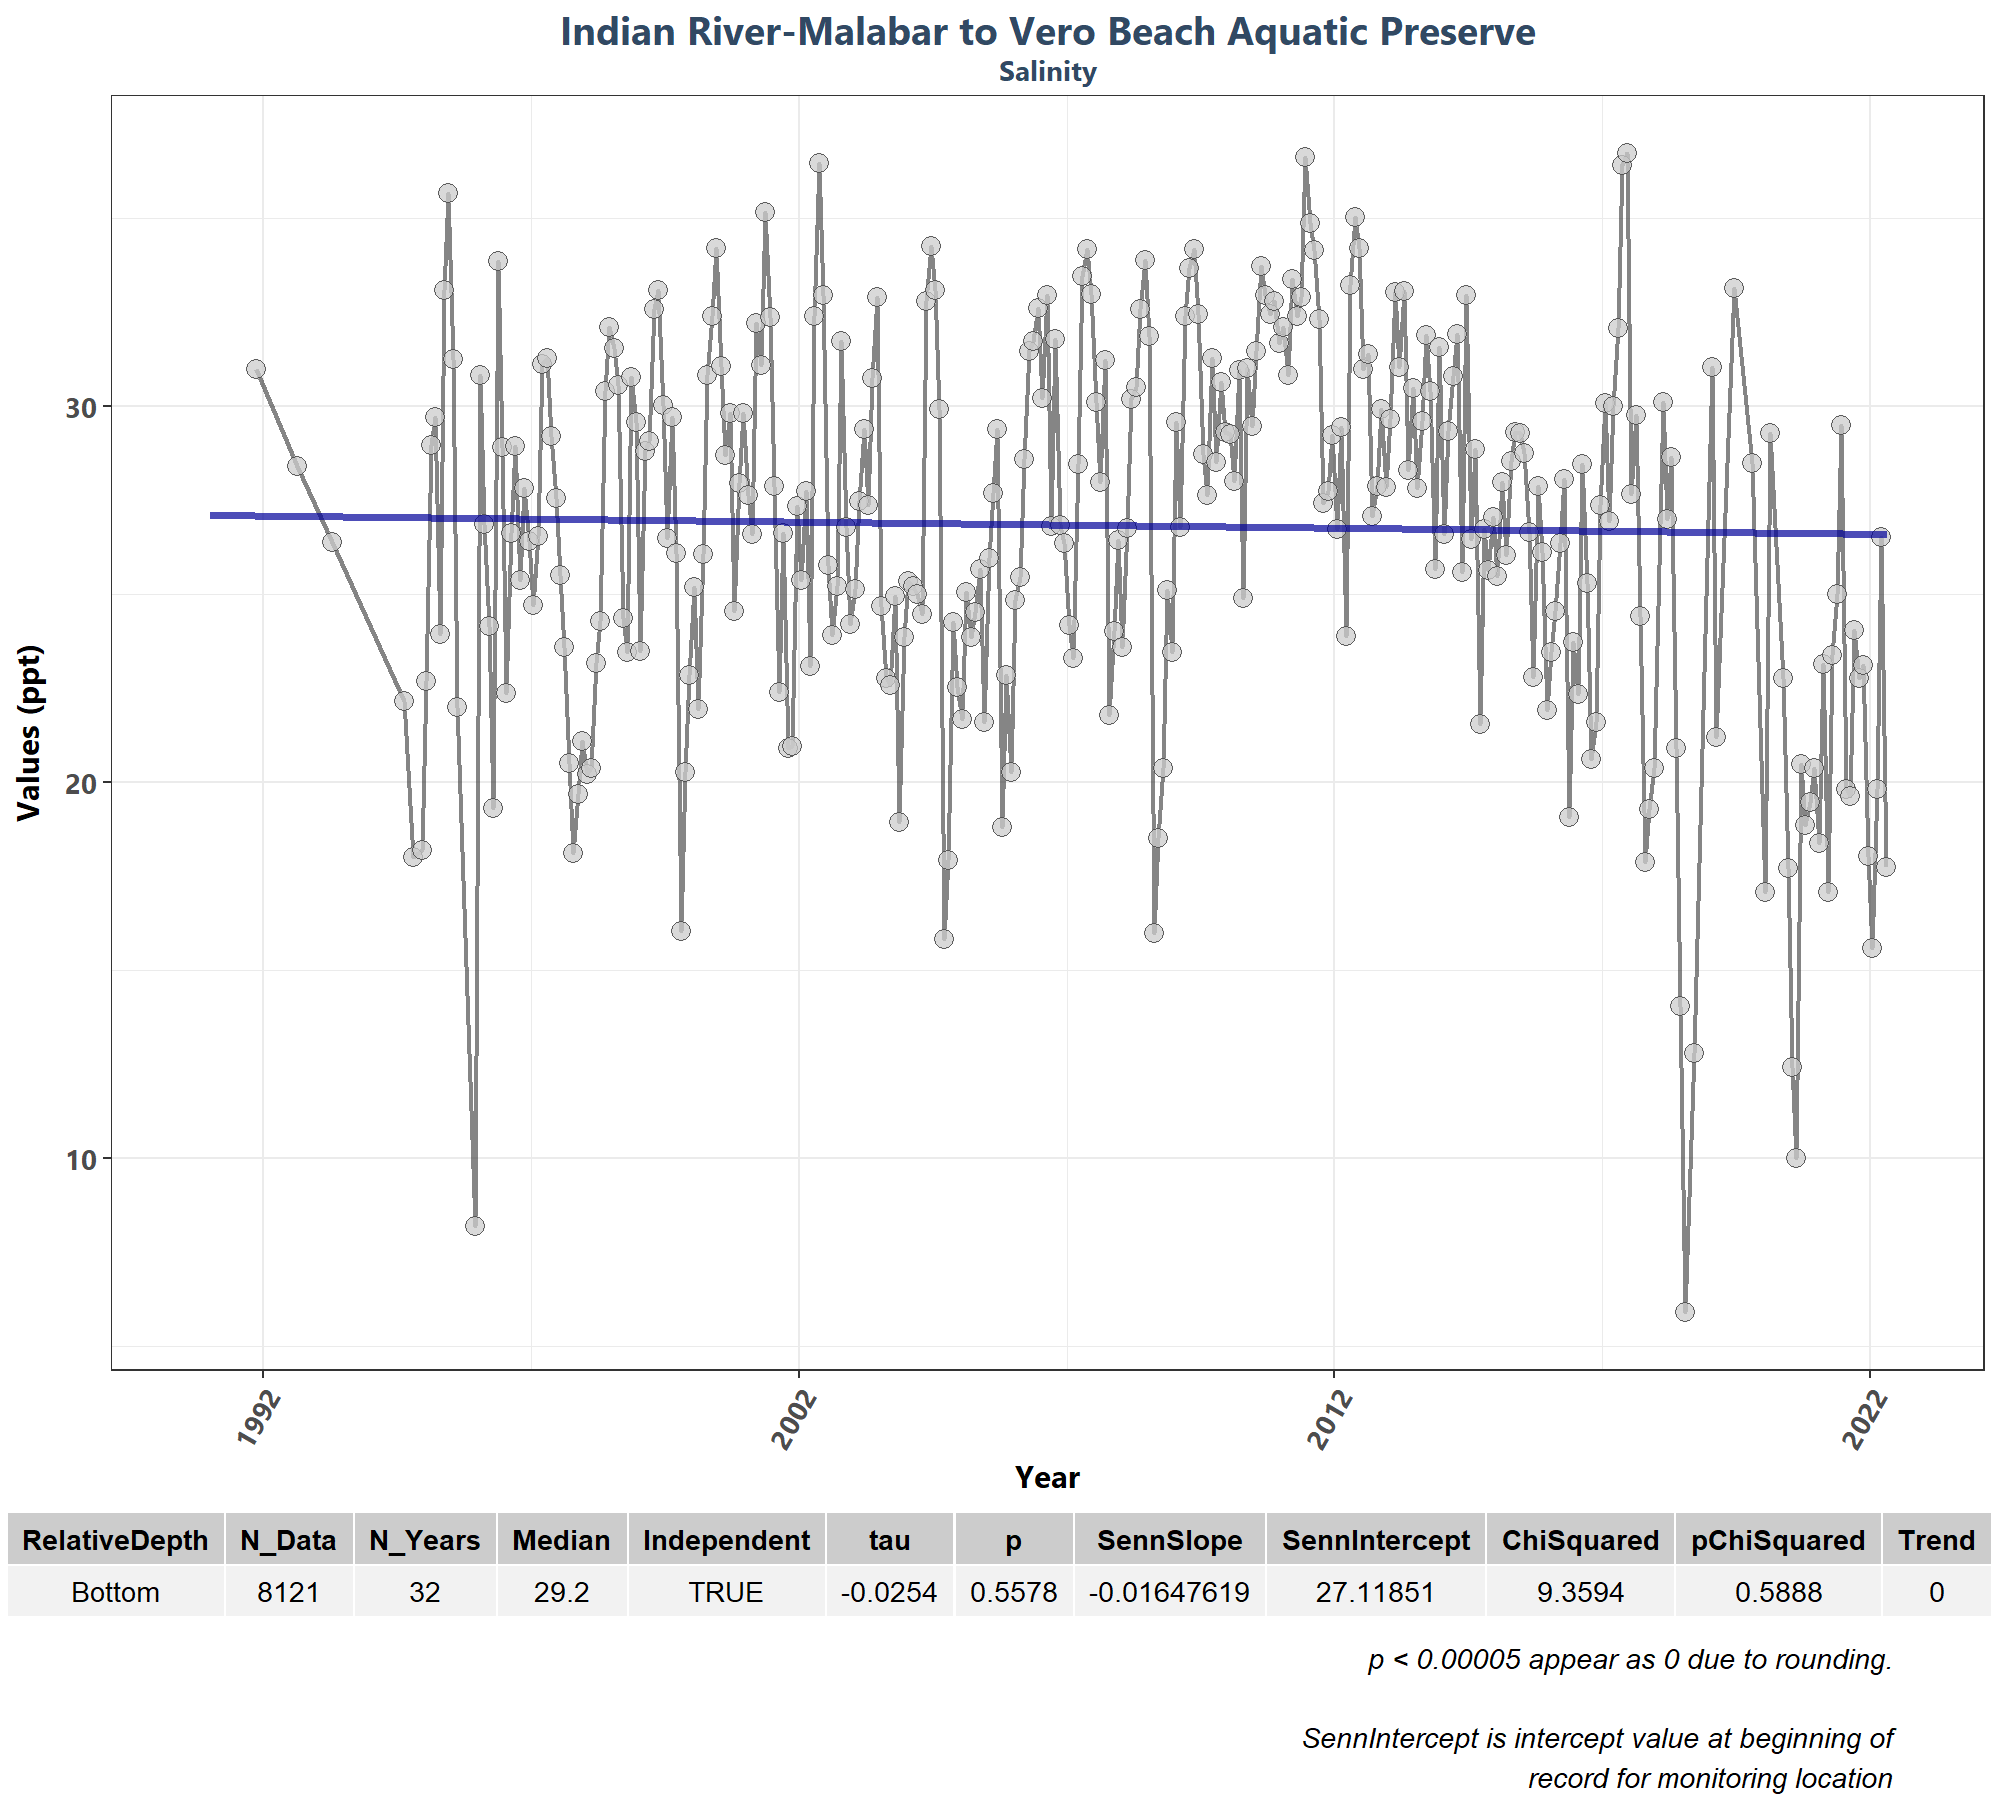 Indian River-Malabar to Vero Beach Aquatic Preserve
Salinity
Values (ppt)
30
20
10
1992
2002
2012
2022
Year
RelativeDepth N_Data N_Years Median Independent tau p SennSlope SennIntercept ChiSquared pChiSquared Trend
Bottom 8121 32 29.2 TRUE -0.0254 0.5578 -0.01647619 27.11851 9.3594 0.5888 0
p < 0.00005 appear as 0 due to rounding.
SennIntercept is intercept value at beginning of
record for monitoring location